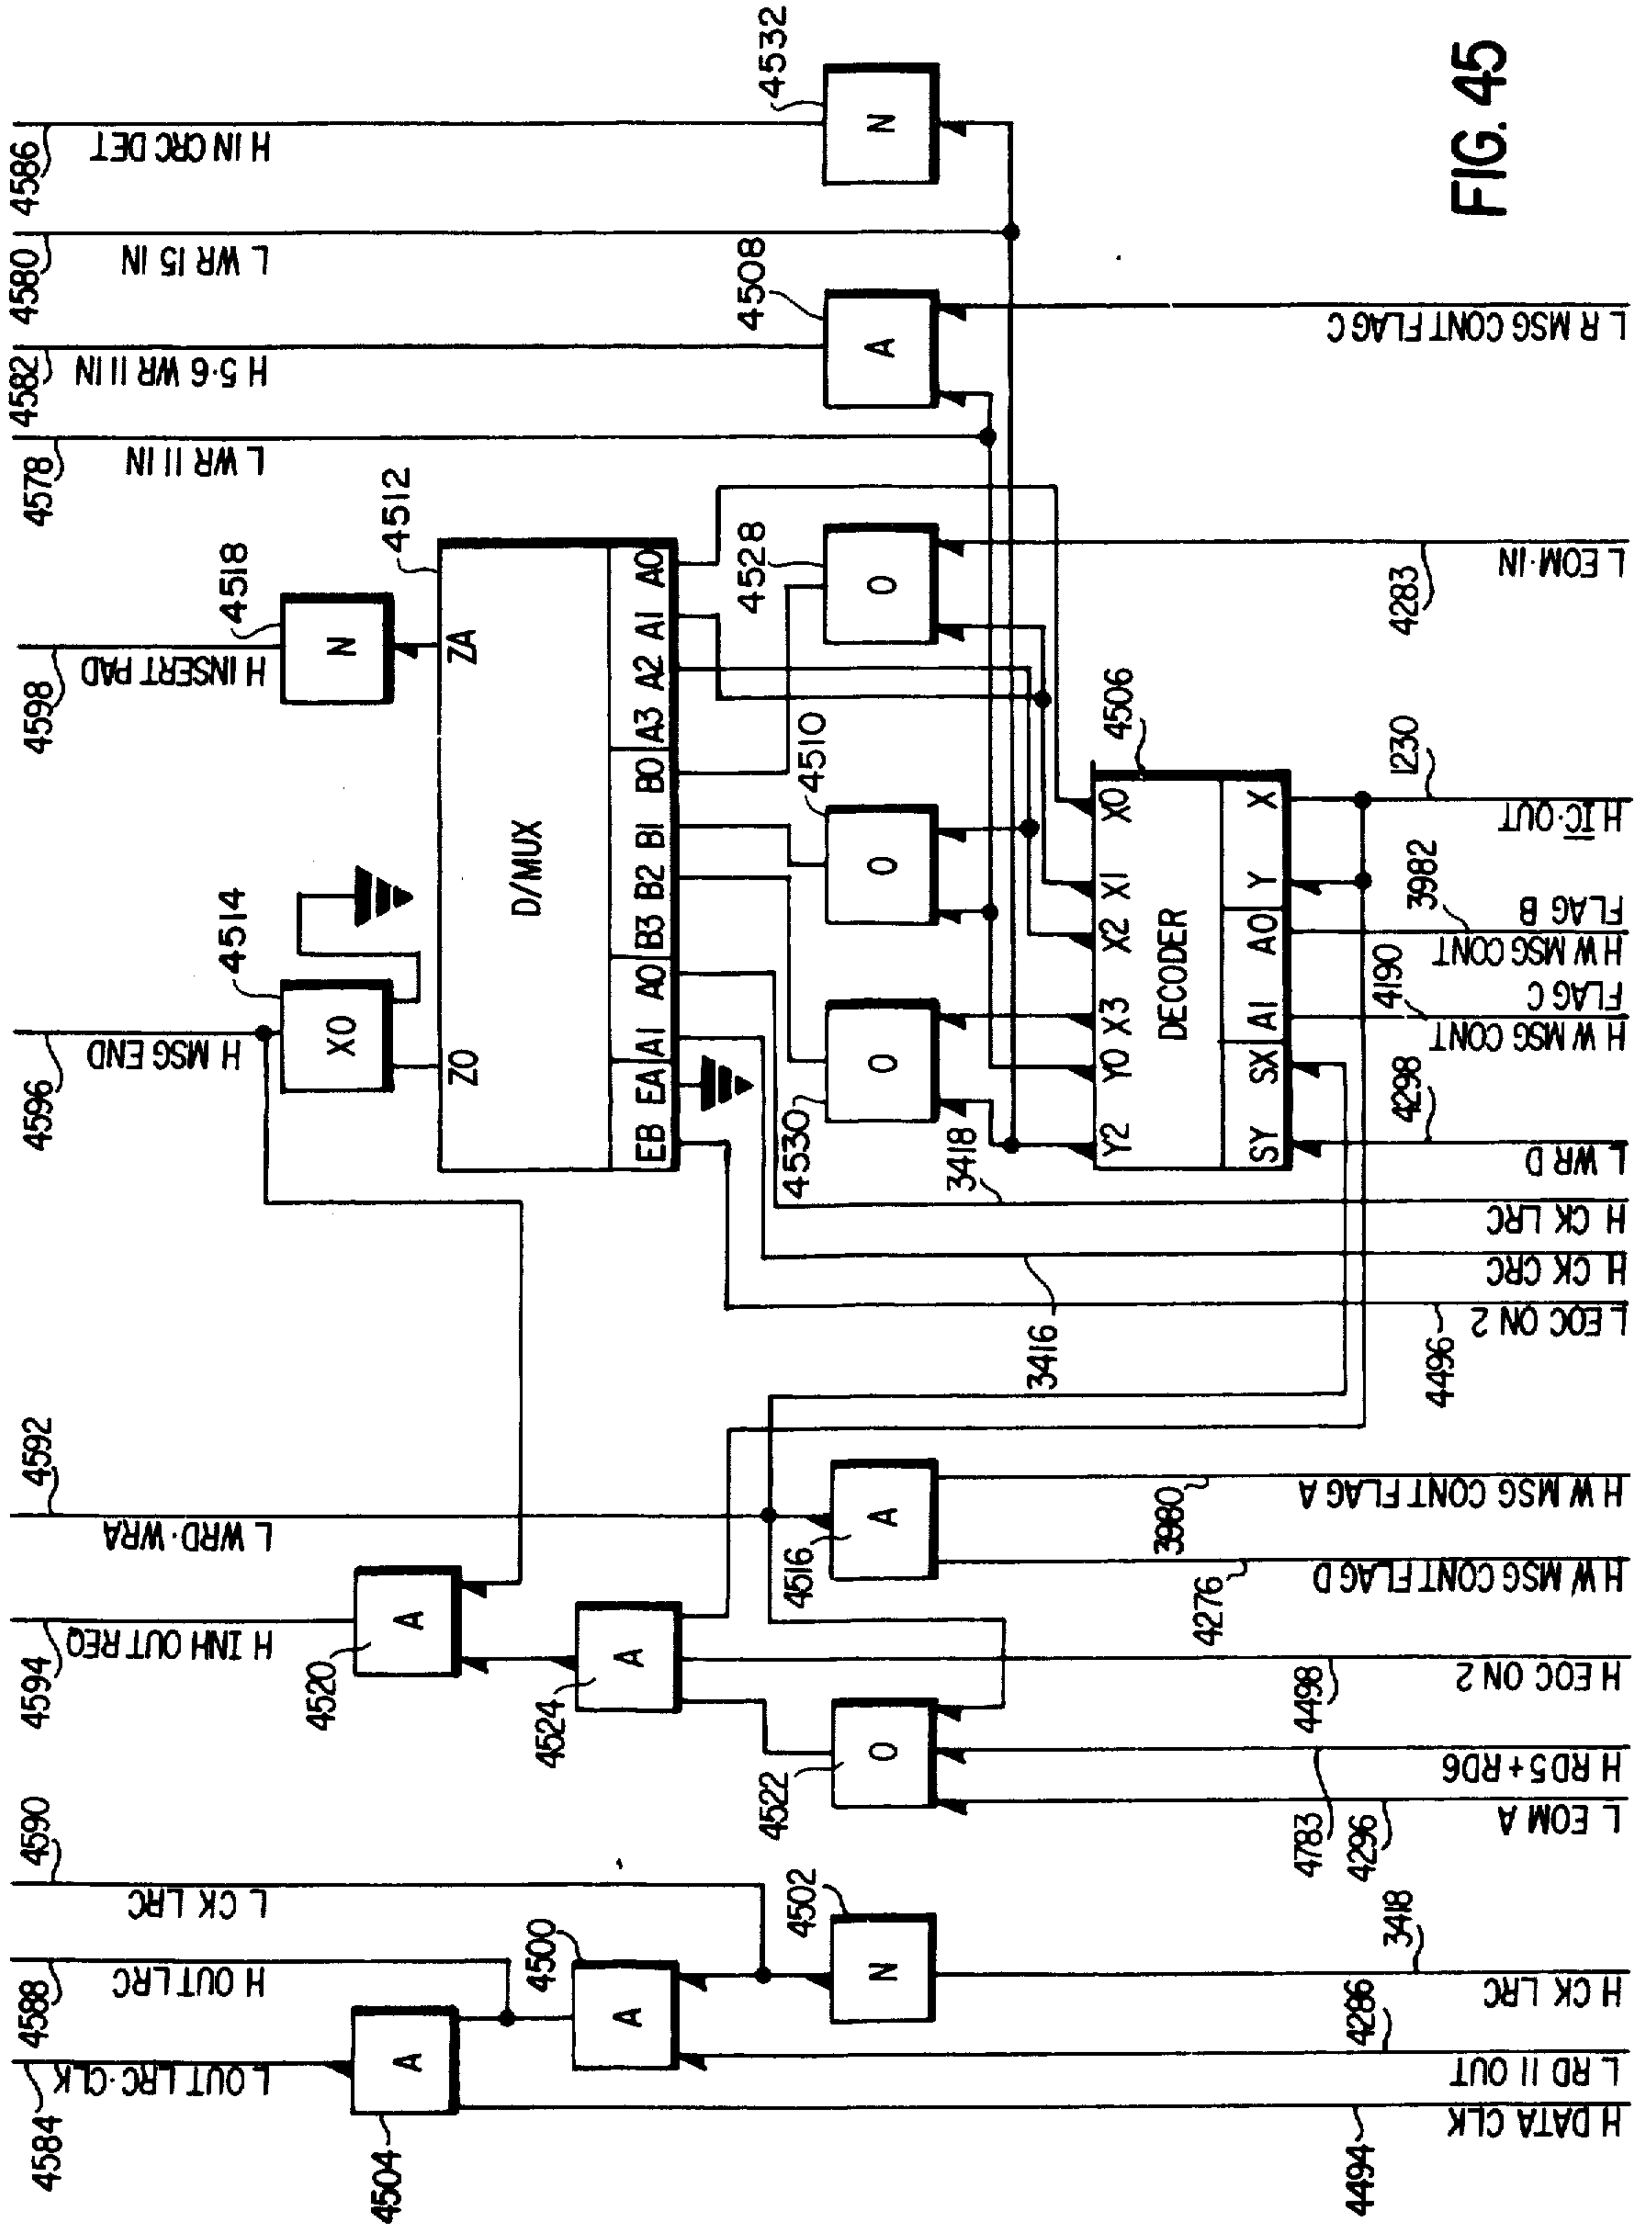 4586
H IN CRC DET
4580
L WR 15 IN
4582
H 5·6 WR 11 IN
4578
L WR 11 IN
4598
H INSERT PAD
4596
H MSG END
4592
L WRD·WRA
4594
H INH OUT REQ
4590
L CK LRC
4588
H OUT LRC
4584
L OUT LRC·CLK
4532
N
4508
A
4512
4518
N
ZA
4514
XO
ZO
D/MUX
EB EA A1 A0 B3 B2 B1 B0 A3 A2 A1 A0
4528
O
4510
O
4530
O
4506
Y2 Y0 X3 X2 X1 X0
DECODER
SY SX A1 A0 Y X
3418
3416
4520
A
4524
A
4516
A
4522
O
4500
A
4502
N
4504
A
L R MSG CONT FLAG C
4283
L EOM·IN
1230
H IC·OUT
3982
H W MSG CONT
FLAG B
4190
H W MSG CONT
FLAG C
4298
L WR D
H CK LRC
H CK CRC
4496
L EOC ON 2
3980
H W MSG CONT FLAG A
4276
H W MSG CONT FLAG D
4498
H EOC ON 2
4783
H RD5+RD6
4296
L EOM A
3418
H CK LRC
4286
L RD 11 OUT
4494
H DATA CLK
FIG. 45